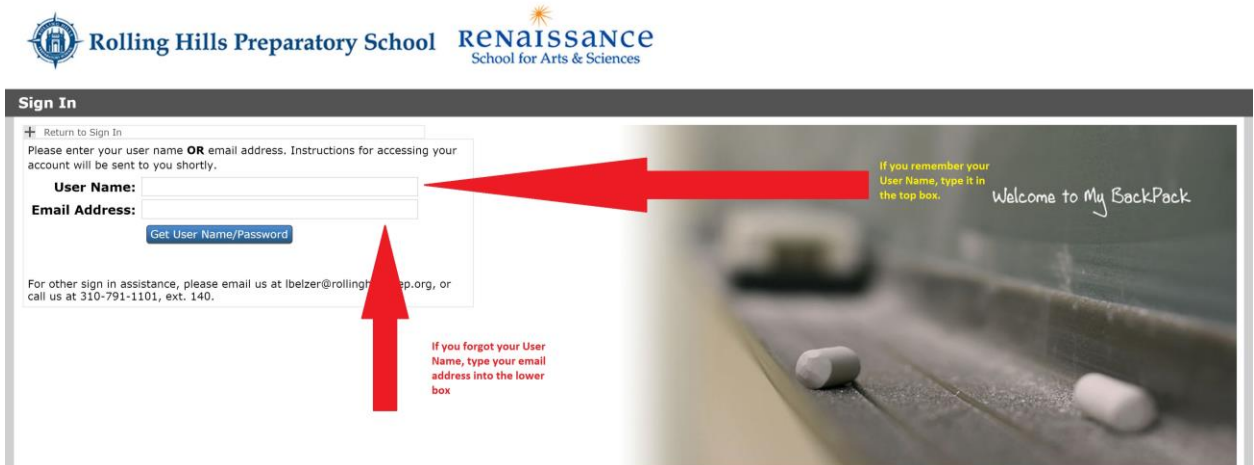 Rolling Hills Preparatory School
Renaissance
School for Arts & Sciences
Sign In
Return to Sign In
Please enter your user name OR email address. Instructions for accessing your
account will be sent to you shortly.
User Name:
Email Address:
Get User Name/Password
For other sign in assistance, please email us at lbelzer@rollingh ep.org, or
call us at 310-791-1101, ext. 140.
If you remember your
User Name, type it in
the top box.
Welcome to My BackPack
If you forgot your User
Name, type your email
address into the lower
box